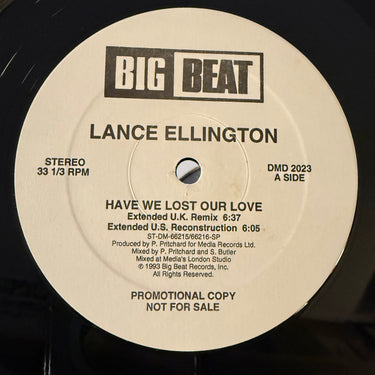 BIG BEAT
LANCE ELLINGTON
STEREO
33 1/3 RPM
DMD 2023
A SIDE
HAVE WE LOST OUR LOVE
Extended U.K. Remix 6:37
Extended U.S. Reconstruction 6:05
ST-DM-66215/66216-SP
Produced by P. Pritchard for Media Records Ltd.
Mixed by P. Pritchard and S. Butler
Mixed at Media's London Studio
℗ 1993 Big Beat Records, Inc.
All Rights Reserved.
PROMOTIONAL COPY
NOT FOR SALE